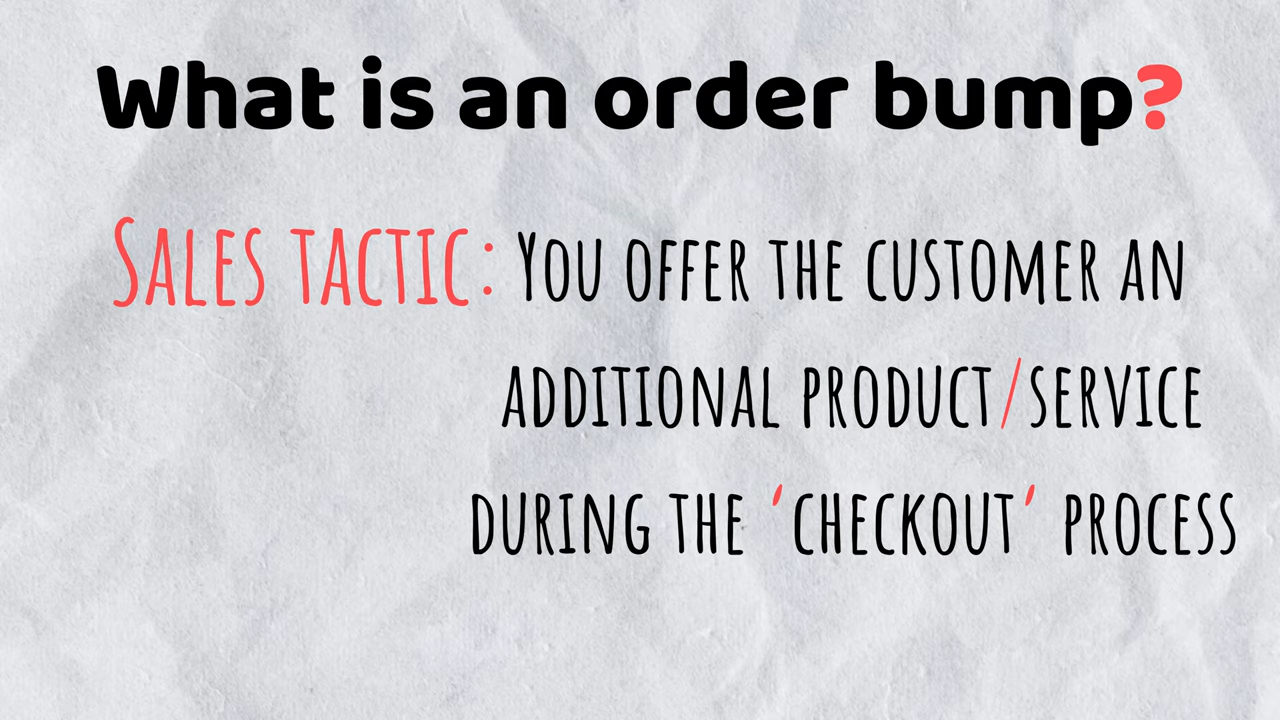 What is an order bump?
Sales tactic: You offer the customer an
additional product/service
during the 'checkout' process